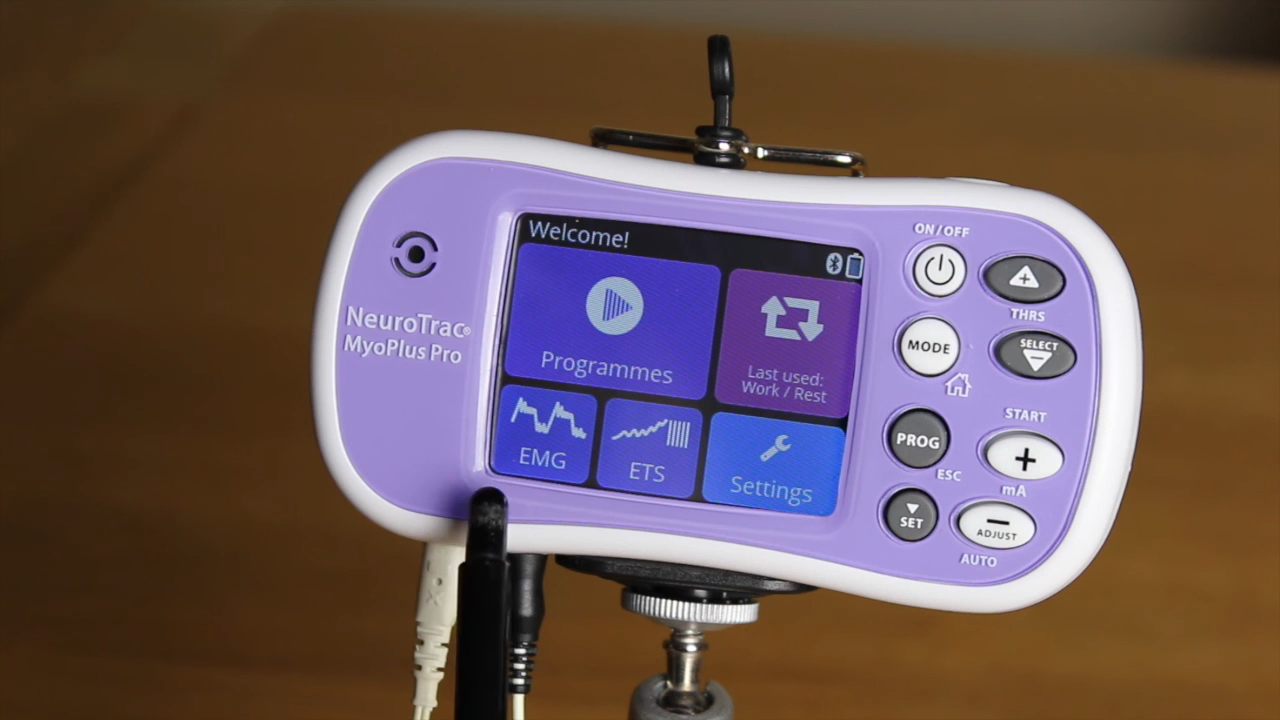 Welcome!
Programmes
Last used:
Work / Rest
EMG
ETS
Settings
NeuroTrac®
MyoPlus Pro
ON/OFF
THRS
MODE
SELECT
START
PROG
ESC
mA
SET
ADJUST
AUTO